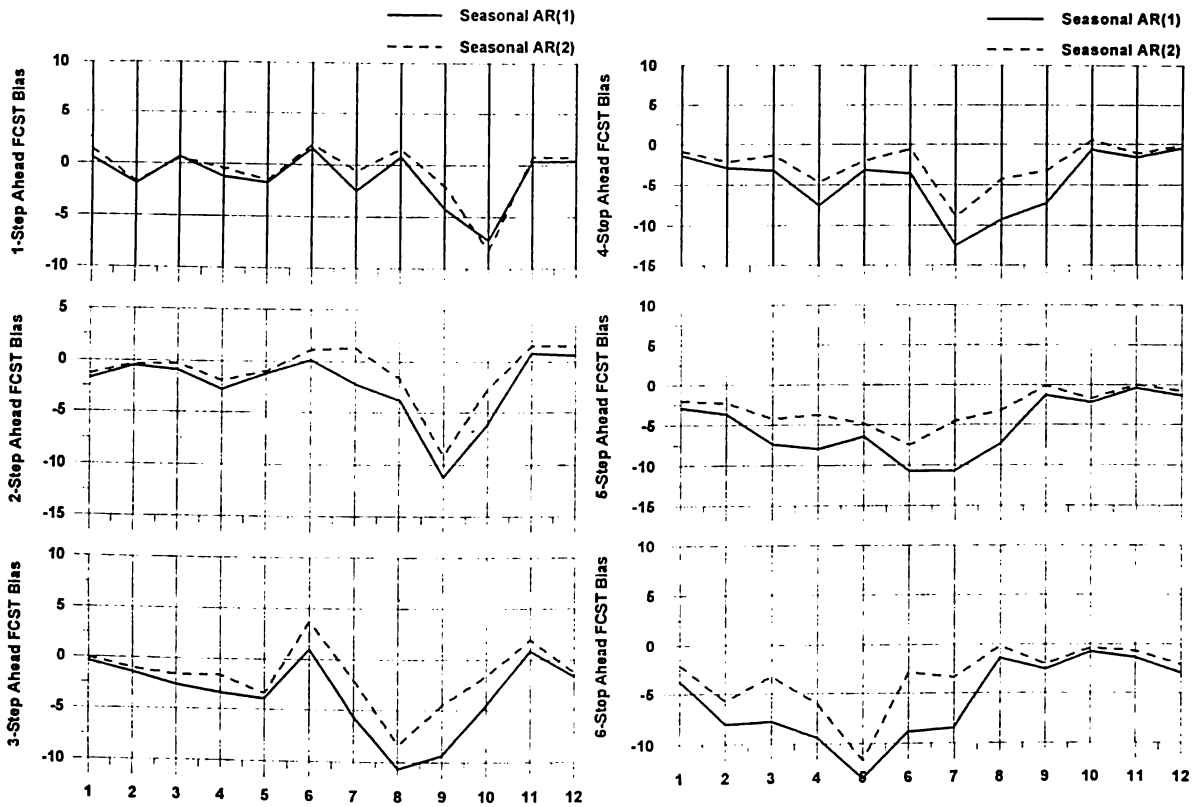 Seasonal AR(1)
Seasonal AR(2)
1-Step Ahead FCST Bias
10
5
0
-5
-10
2-Step Ahead FCST Bias
5
0
-5
-10
-15
3-Step Ahead FCST Bias
10
5
0
-5
-10
1 2 3 4 5 6 7 8 9 10 11 12
Seasonal AR(1)
Seasonal AR(2)
4-Step Ahead FCST Bias
10
5
0
-5
-10
-15
5-Step Ahead FCST Bias
10
5
0
-5
-10
-15
6-Step Ahead FCST Bias
10
5
0
-5
-10
1 2 3 4 5 6 7 8 9 10 11 12